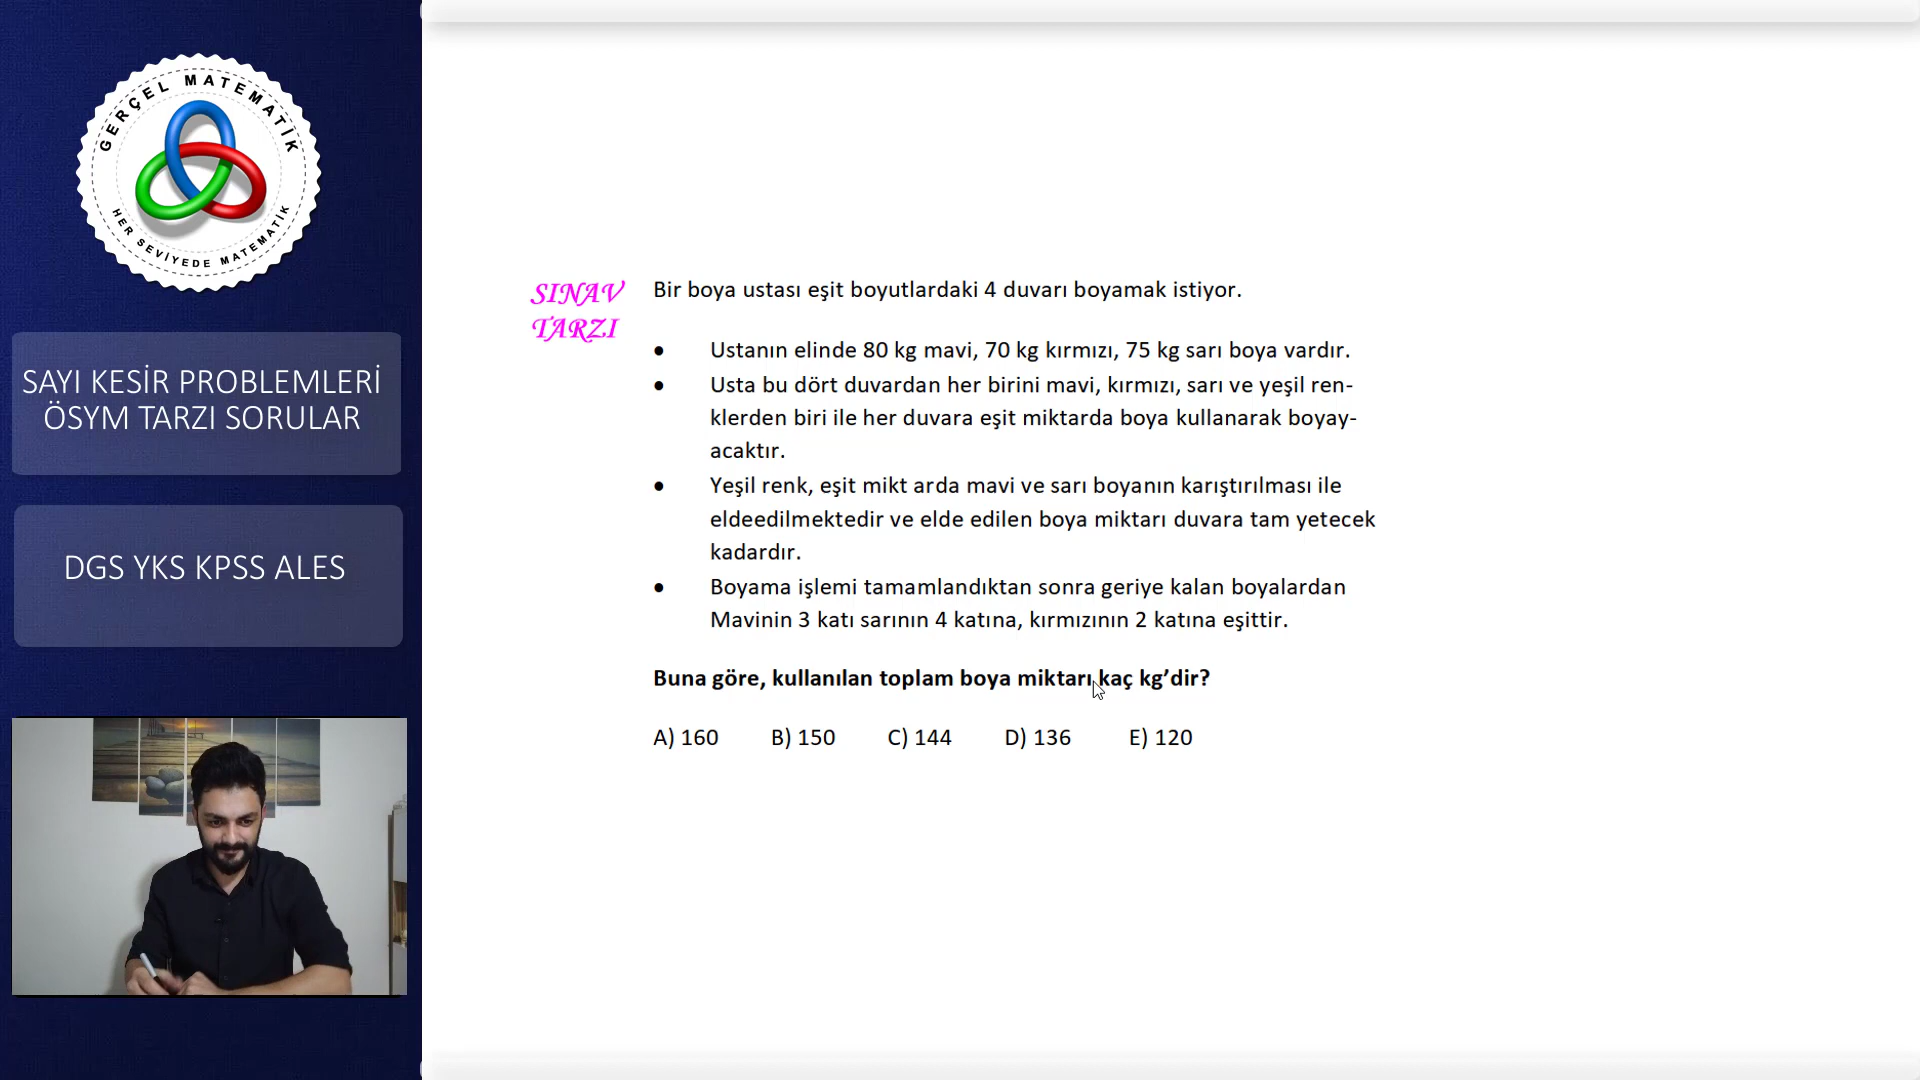 GERÇEL MATEMATİK
HER SEVİYEDE MATEMATİK
SAYI KESİR PROBLEMLERİ
ÖSYM TARZI SORULAR
DGS YKS KPSS ALES
SINAV
TARZI
Bir boya ustası eşit boyutlardaki 4 duvarı boyamak istiyor.
• Ustanın elinde 80 kg mavi, 70 kg kırmızı, 75 kg sarı boya vardır.
• Usta bu dört duvardan her birini mavi, kırmızı, sarı ve yeşil ren-
klerden biri ile her duvara eşit miktarda boya kullanarak boyay-
acaktır.
• Yeşil renk, eşit mikt arda mavi ve sarı boyanın karıştırılması ile
eldeedilmektedir ve elde edilen boya miktarı duvara tam yetecek
kadardır.
• Boyama işlemi tamamlandıktan sonra geriye kalan boyalardan
Mavinin 3 katı sarının 4 katına, kırmızının 2 katına eşittir.
Buna göre, kullanılan toplam boya miktarı kaç kg’dir?
A) 160 B) 150 C) 144 D) 136 E) 120